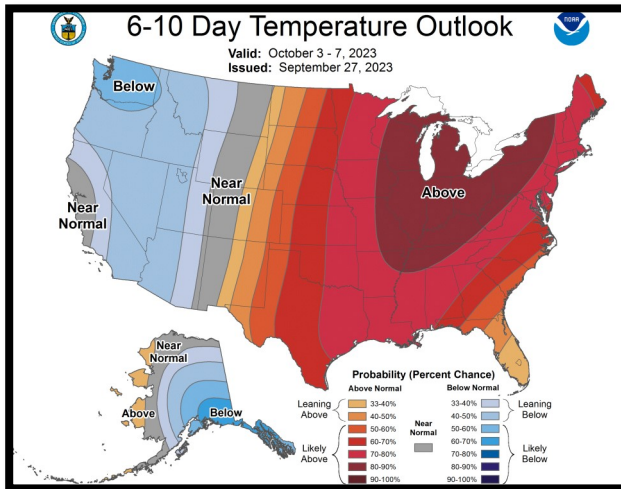 6-10 Day Temperature Outlook
NOAA
Valid: October 3 - 7, 2023
Issued: September 27, 2023
Below
Near
Normal
Near
Normal
Above
Near
Normal
Above
Below
Probability (Percent Chance)
Above Normal
Below Normal
Leaning
Above
33-40%
40-50%
Likely
Above
50-60%
60-70%
70-80%
80-90%
90-100%
Near
Normal
33-40%
40-50%
Leaning
Below
50-60%
60-70%
70-80%
80-90%
90-100%
Likely
Below